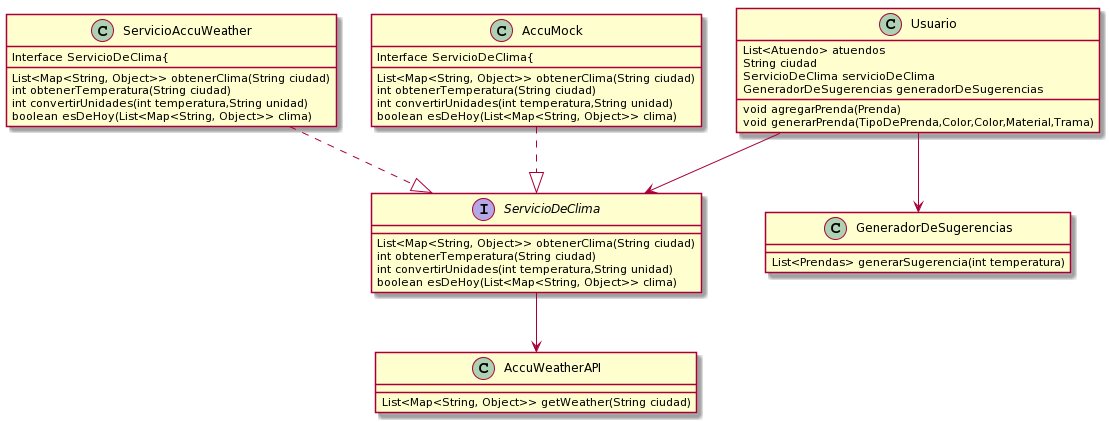 C ServicioAccuWeather
Interface ServicioDeClima{
List<Map<String, Object>> obtenerClima(String ciudad)
int obtenerTemperatura(String ciudad)
int convertirUnidades(int temperatura,String unidad)
boolean esDeHoy(List<Map<String, Object>> clima)
C AccuMock
Interface ServicioDeClima{
List<Map<String, Object>> obtenerClima(String ciudad)
int obtenerTemperatura(String ciudad)
int convertirUnidades(int temperatura,String unidad)
boolean esDeHoy(List<Map<String, Object>> clima)
C Usuario
List<Atuendo> atuendos
String ciudad
ServicioDeClima servicioDeClima
GeneradorDeSugerencias generadorDeSugerencias
void agregarPrenda(Prenda)
void generarPrenda(TipoDePrenda,Color,Color,Material,Trama)
I ServicioDeClima
List<Map<String, Object>> obtenerClima(String ciudad)
int obtenerTemperatura(String ciudad)
int convertirUnidades(int temperatura,String unidad)
boolean esDeHoy(List<Map<String, Object>> clima)
C GeneradorDeSugerencias
List<Prendas> generarSugerencia(int temperatura)
C AccuWeatherAPI
List<Map<String, Object>> getWeather(String ciudad)